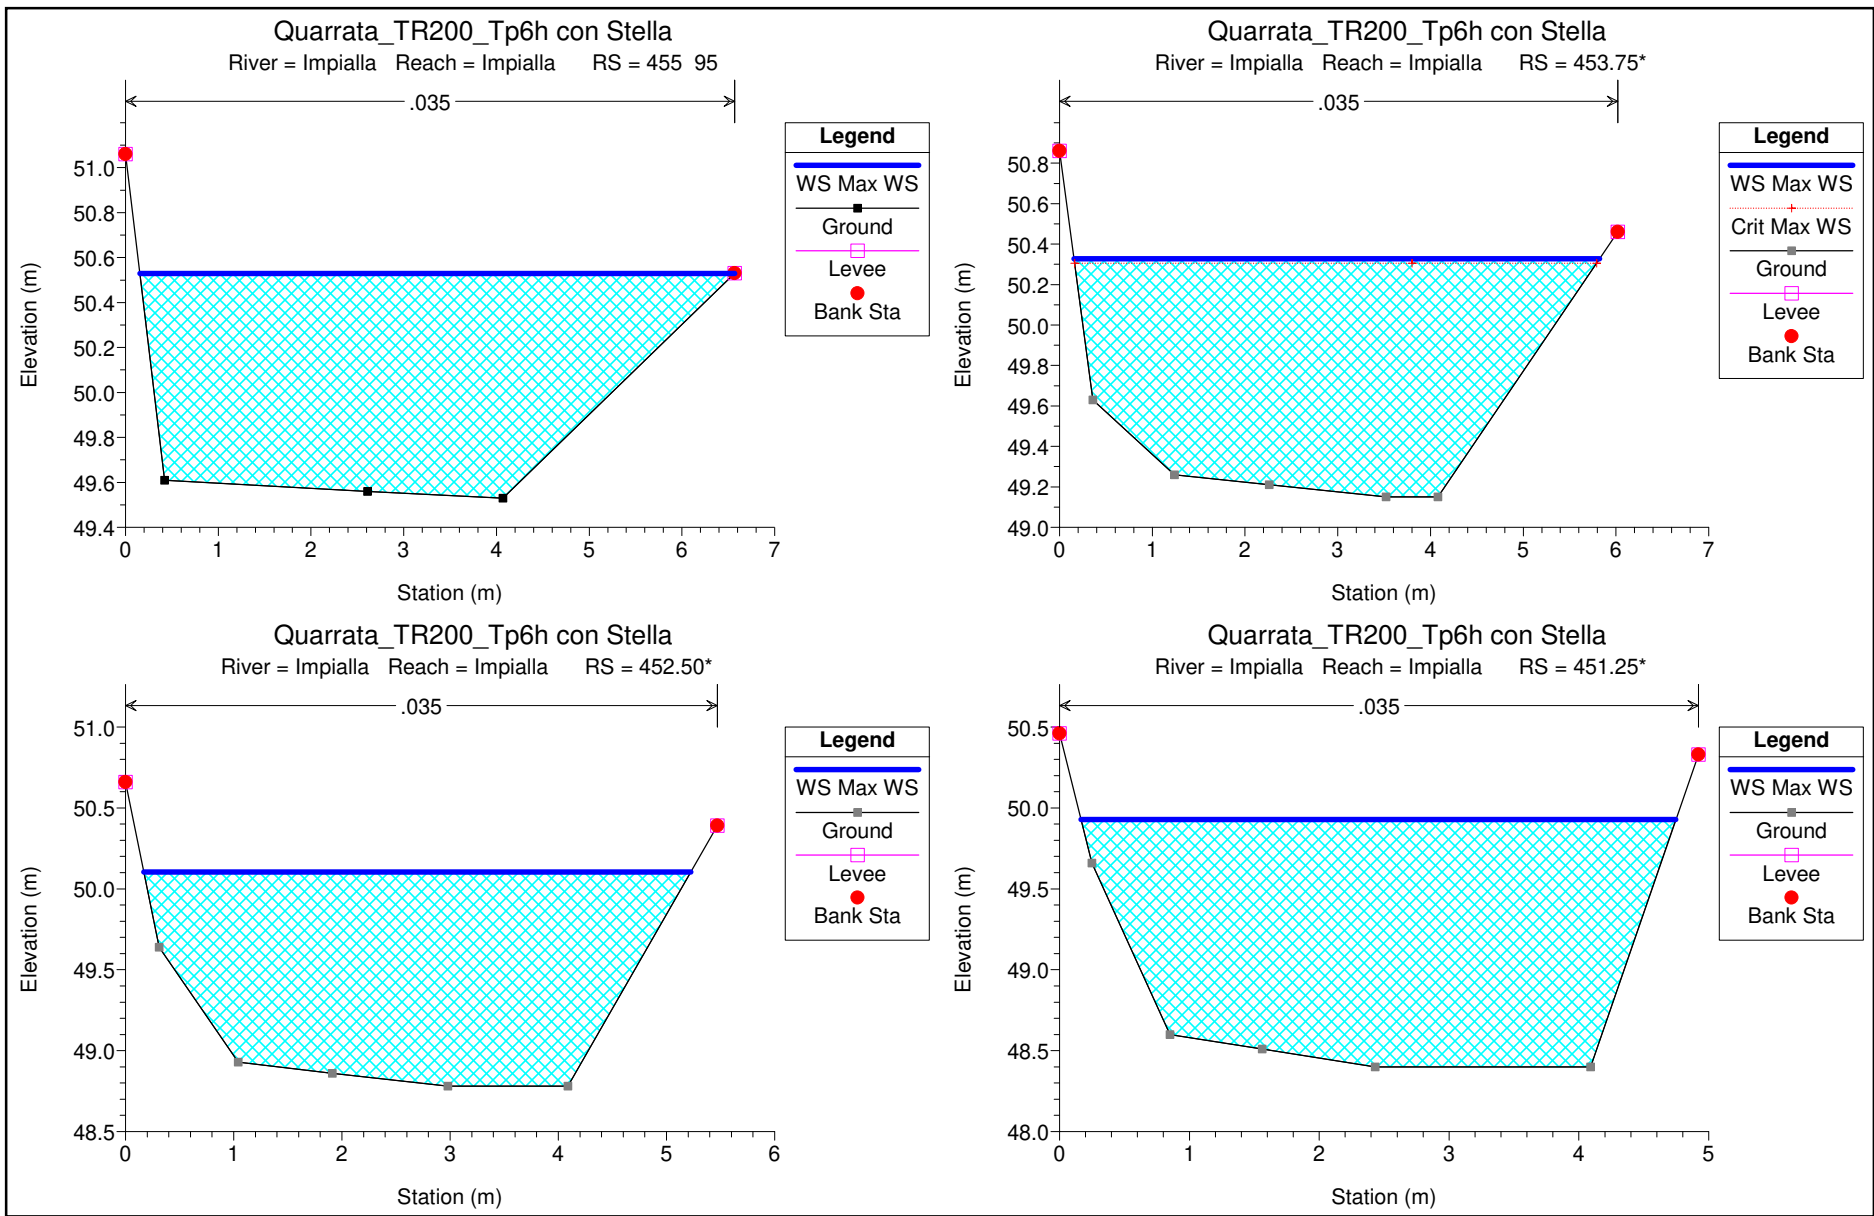 Quarrata_TR200_Tp6h con Stella
River = Impialla Reach = Impialla RS = 455 95
.035
Legend
WS Max WS
Ground
Levee
Bank Sta
51.0
50.8
50.6
50.4
50.2
50.0
49.8
49.6
49.4
Elevation (m)
0 1 2 3 4 5 6 7
Station (m)
Quarrata_TR200_Tp6h con Stella
River = Impialla Reach = Impialla RS = 453.75*
.035
Legend
WS Max WS
Crit Max WS
Ground
Levee
Bank Sta
50.8
50.6
50.4
50.2
50.0
49.8
49.6
49.4
49.2
49.0
Elevation (m)
0 1 2 3 4 5 6 7
Station (m)
Quarrata_TR200_Tp6h con Stella
River = Impialla Reach = Impialla RS = 452.50*
.035
Legend
WS Max WS
Ground
Levee
Bank Sta
51.0
50.5
50.0
49.5
49.0
48.5
Elevation (m)
0 1 2 3 4 5 6
Station (m)
Quarrata_TR200_Tp6h con Stella
River = Impialla Reach = Impialla RS = 451.25*
.035
Legend
WS Max WS
Ground
Levee
Bank Sta
50.5
50.0
49.5
49.0
48.5
48.0
Elevation (m)
0 1 2 3 4 5
Station (m)